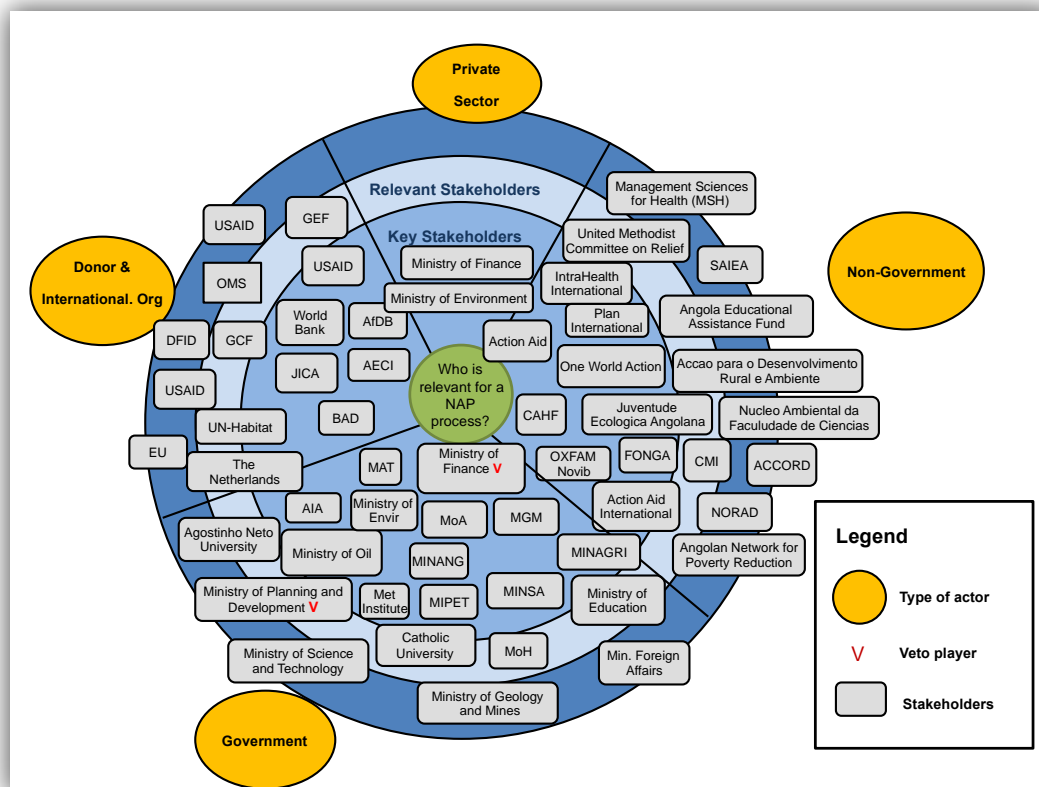 Private
Sector
Relevant Stakeholders
Key Stakeholders
Donor &
International. Org
Non-Government
Government
Who is
relevant for a
NAP
process?
USAID
GEF
OMS
USAID
DFID
GCF
World
Bank
AfDB
JICA
AECI
USAID
BAD
UN-Habitat
EU
The
Netherlands
Ministry of Finance
Ministry of Environment
Management Sciences
for Health (MSH)
United Methodist
Committee on Relief
SAIEA
IntraHealth
International
Plan
International
Angola Educational
Assistance Fund
Action Aid
One World Action
Accao para o Desenvolvimento
Rural e Ambiente
CAHF
Juventude
Ecologica Angolana
Nucleo Ambiental da
Faculudade de Ciencias
OXFAM
Novib
FONGA
CMI
ACCORD
Action Aid
International
NORAD
Angolan Network for
Poverty Reduction
MAT
Ministry of
Finance V
AIA
Ministry of
Envir
MoA
MGM
Agostinho Neto
University
Ministry of Oil
MINANG
MINAGRI
Ministry of Planning and
Development V
Met
Institute
MIPET
MINSA
Ministry of
Education
Ministry of Science
and Technology
Catholic
University
MoH
Min. Foreign
Affairs
Ministry of Geology
and Mines
Legend
Type of actor
V
Veto player
Stakeholders